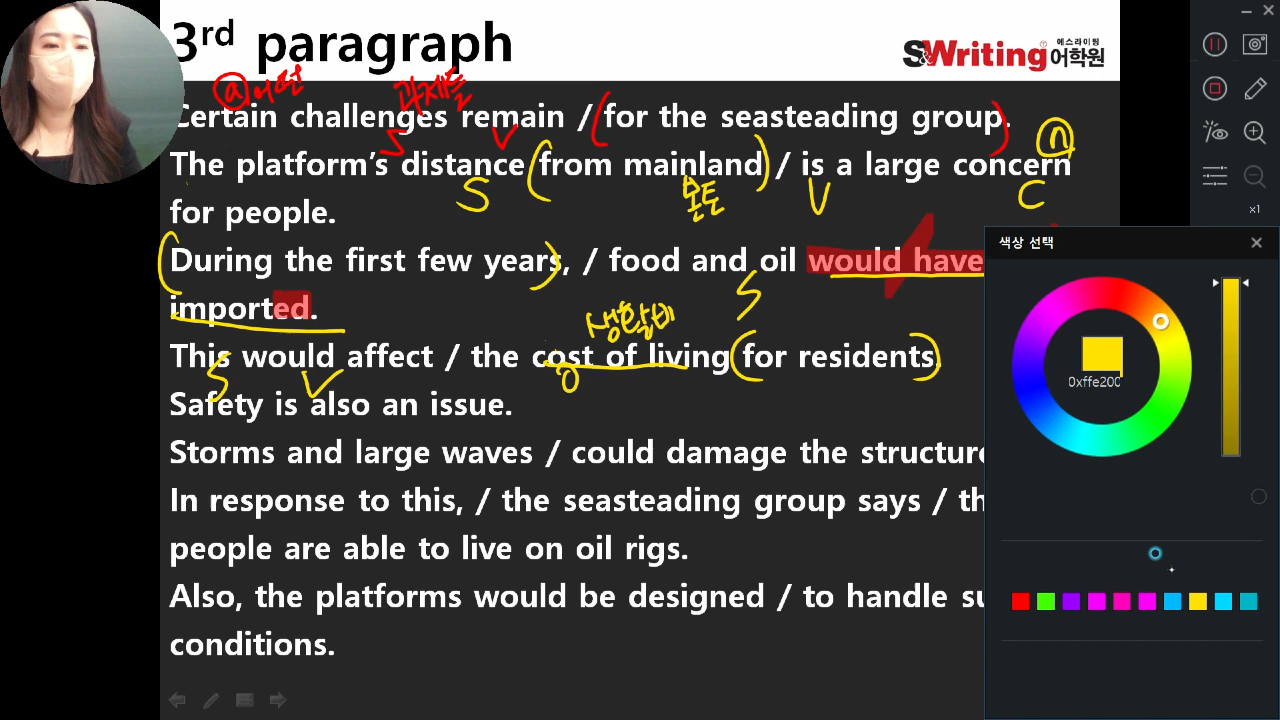 3rd paragraph
S&Writing 에스라이팅 어학원
ⓐ 어떤 과제들
Certain challenges remain / (for the seasteading group).
S V ⓝ
The platform's distance (from mainland) / is a large concern
S 본토 V C
for people.
(During the first few years), / food and oil would have
S
imported.
생활비
This would affect / the cost of living (for residents).
S V O
Safety is also an issue.
Storms and large waves / could damage the structure
In response to this, / the seasteading group says / th
people are able to live on oil rigs.
Also, the platforms would be designed / to handle su
conditions.
x1
색상 선택
0xffe200